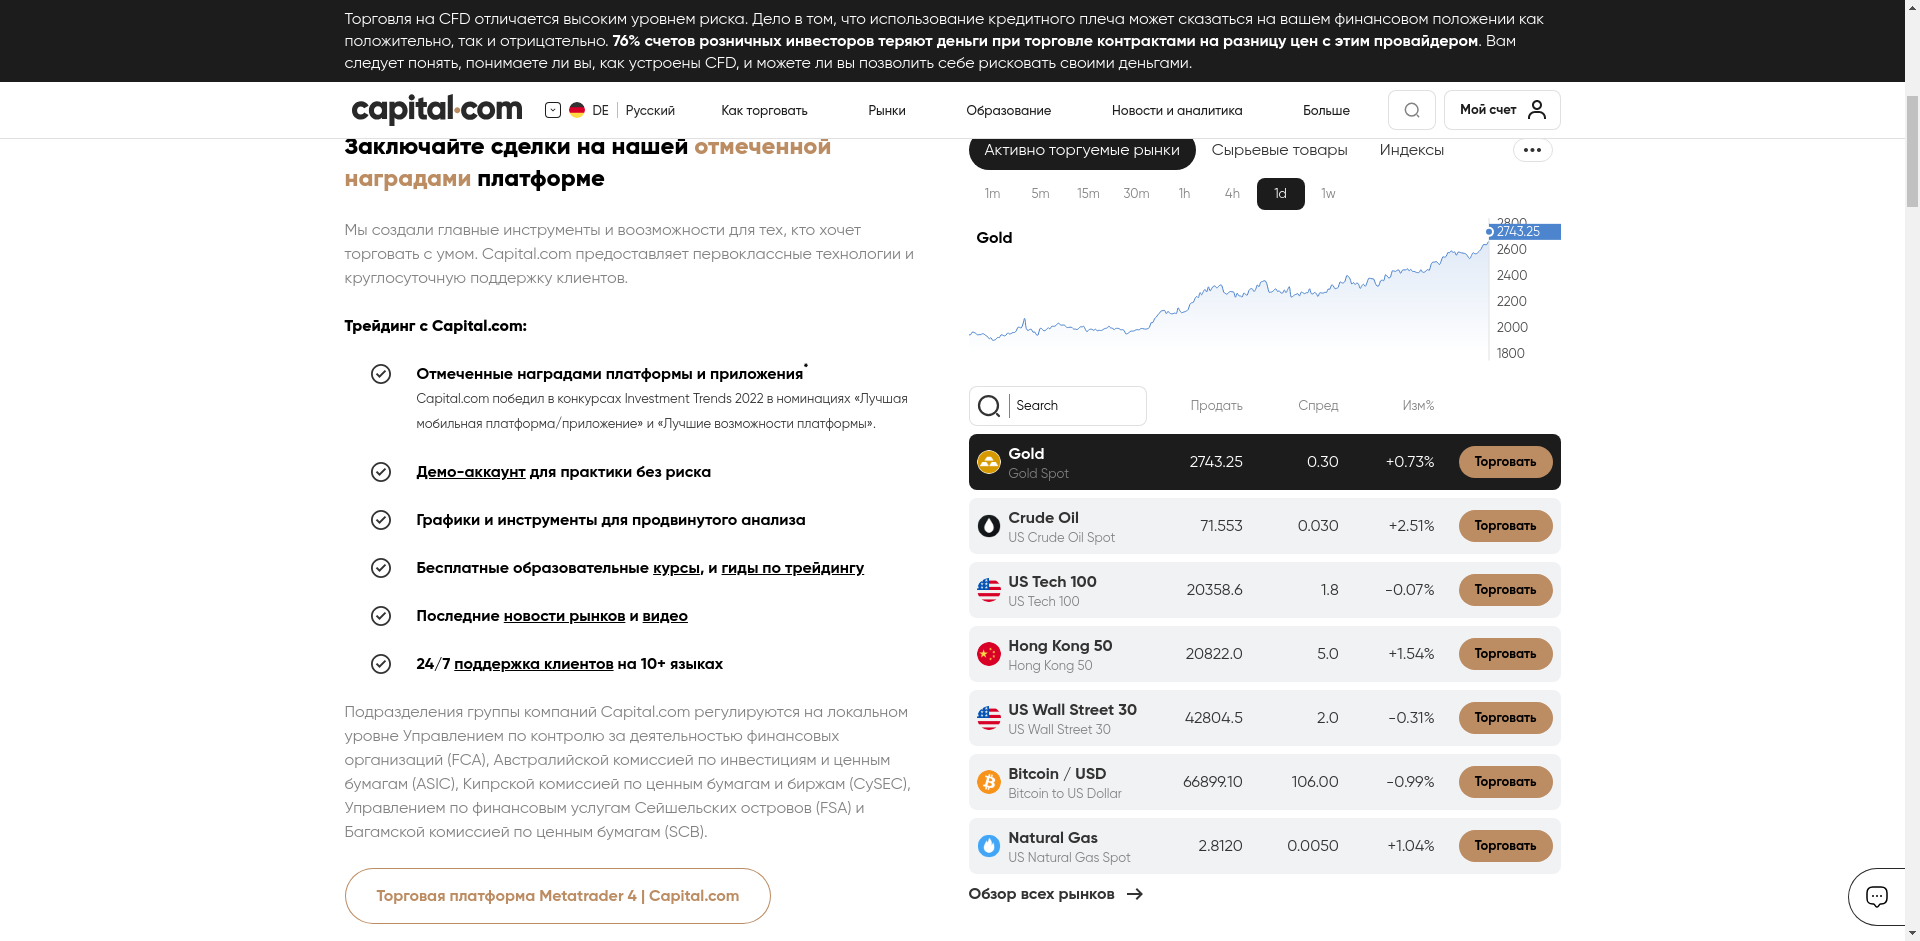 Торговля на CFD отличается высоким уровнем риска. Дело в том, что использование кредитного плеча может сказаться на вашем финансовом положении как
положительно, так и отрицательно. 76% счетов розничных инвесторов теряют деньги при торговле контрактами на разницу цен с этим провайдером. Вам
следует понять, понимаете ли вы, как устроены CFD, и можете ли вы позволить себе рисковать своими деньгами.
capital.com DE Русский Как торговать Рынки Образование Новости и аналитика Больше Мой счет
Заключайте сделки на нашей отмеченной
наградами платформе
Мы создали главные инструменты и воозможности для тех, кто хочет
торговать с умом. Capital.com предоставляет первоклассные технологии и
круглосуточную поддержку клиентов.
Трейдинг с Capital.com:
Отмеченные наградами платформы и приложения*
Capital.com победил в конкурсах Investment Trends 2022 в номинациях «Лучшая
мобильная платформа/приложение» и «Лучшие возможности платформы».
Демо-аккаунт для практики без риска
Графики и инструменты для продвинутого анализа
Бесплатные образовательные курсы, и гиды по трейдингу
Последние новости рынков и видео
24/7 поддержка клиентов на 10+ языках
Подразделения группы компаний Capital.com регулируются на локальном
уровне Управлением по контролю за деятельностью финансовых
организаций (FCA), Австралийской комиссией по инвестициям и ценным
бумагам (ASIC), Кипрской комиссией по ценным бумагам и биржам (CySEC),
Управлением по финансовым услугам Сейшельских островов (FSA) и
Багамской комиссией по ценным бумагам (SCB).
Торговая платформа Metatrader 4 | Capital.com
Активно торгуемые рынки Сырьевые товары Индексы
1m 5m 15m 30m 1h 4h 1d 1w
Gold
2800
2743.25
2600
2400
2200
2000
1800
Search Продать Спред Изм%
Gold
Gold Spot
2743.25 0.30 +0.73% Торговать
Crude Oil
US Crude Oil Spot
71.553 0.030 +2.51% Торговать
US Tech 100
US Tech 100
20358.6 1.8 -0.07% Торговать
Hong Kong 50
Hong Kong 50
20822.0 5.0 +1.54% Торговать
US Wall Street 30
US Wall Street 30
42804.5 2.0 -0.31% Торговать
Bitcoin / USD
Bitcoin to US Dollar
66899.10 106.00 -0.99% Торговать
Natural Gas
US Natural Gas Spot
2.8120 0.0050 +1.04% Торговать
Обзор всех рынков